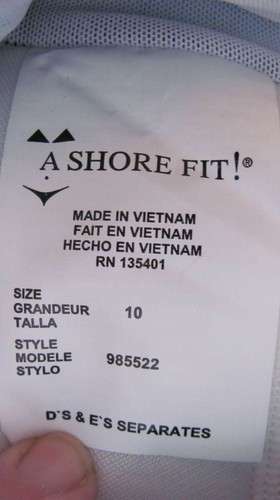 A SHORE FIT!®
MADE IN VIETNAM
FAIT EN VIETNAM
HECHO EN VIETNAM
RN 135401
SIZE
GRANDEUR 10
TALLA
STYLE
MODELE 985522
STYLO
D`S & E`S SEPARATES